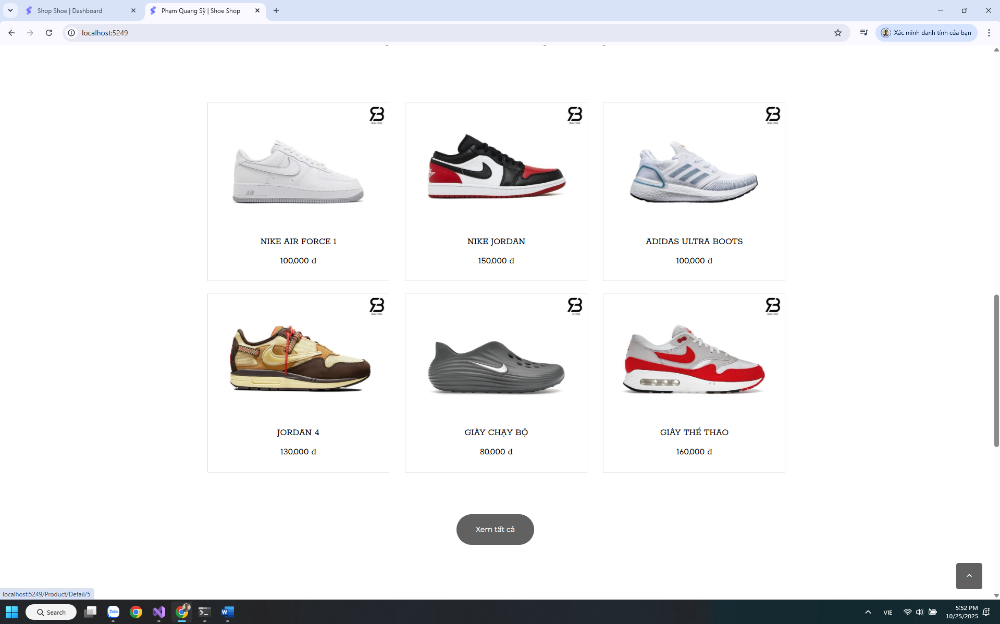 Shop Shoe | Dashboard
Phạm Quang Sỹ | Shoe Shop
localhost:5249
Xác minh danh tính của bạn
NIKE AIR FORCE 1
100,000 đ
NIKE JORDAN
150,000 đ
ADIDAS ULTRA BOOTS
100,000 đ
JORDAN 4
130,000 đ
GIÀY CHẠY BỘ
80,000 đ
GIÀY THỂ THAO
160,000 đ
Xem tất cả
localhost:5249/Product/Detail/5
Search
Zalo
VIE
5:52 PM
10/25/2025